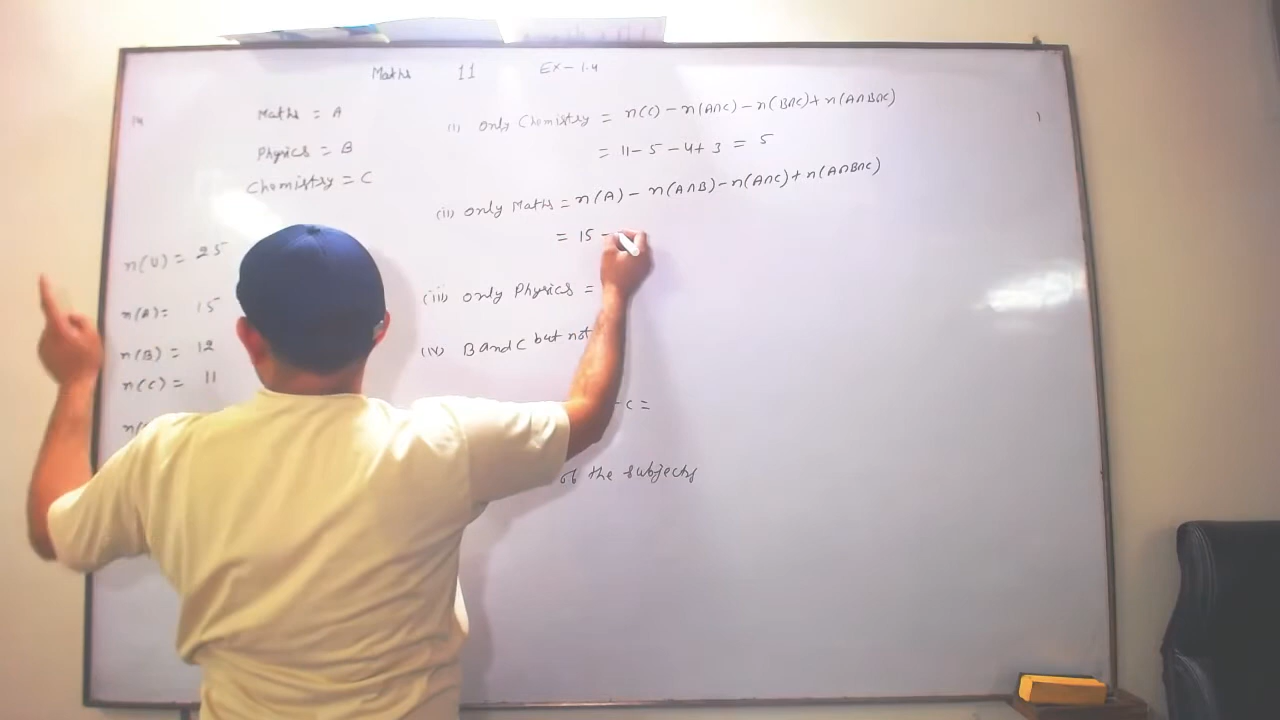 Maths 11 Ex-1.4
14
Maths = A
Physics = B
Chemistry = C
n(U) = 25
n(A)= 15
n(B) = 12
n(C) = 11
n(
(i) Only Chemistry = n(C) - n(A∩C) - n(B∩C) + n(A∩B∩C)
= 11 - 5 - 4 + 3 = 5
(ii) Only Maths = n(A) - n(A∩B) - n(A∩C) + n(A∩B∩C)
= 15 -
(iii) Only Physics =
(iv) B and C but not
C =
of the subjects